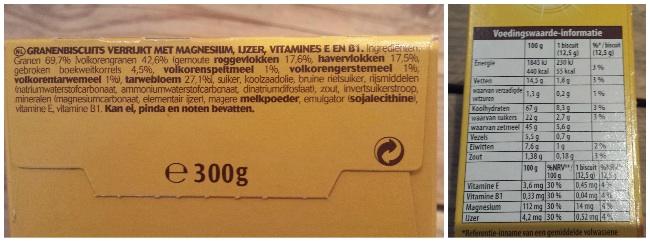 NL GRANENBISCUITS VERRIJKT MET MAGNESIUM, IJZER, VITAMINES E EN B1. Ingrediënten:
Granen 69,7% [volkorengranen 42,6% (gemoute roggevlokken 17,6%, havervlokken 17,5%,
gebroken boekweitkorrels 4,5%, volkorenspeltmeel 1%, volkorengerstemeel 1%,
volkorentarwemeel 1%), tarwebloem 27,1%], suiker, koolzaadolie, bruine rietsuiker, rijsmiddelen
(natriumwaterstofcarbonaat, ammoniumwaterstofcarbonaat, dinatriumdifosfaat), zout, invertsuikerstroop,
mineralen (magnesiumcarbonaat, elementair ijzer), magere melkpoeder, emulgator (sojalecithine),
vitamine E, vitamine B1. Kan ei, pinda en noten bevatten.
e 300g
Voedingswaarde-informatie
100 g 1 biscuit (12,5 g) %* / biscuit (12,5 g)
Energie 1845 kJ 230 kJ
440 kcal 55 kcal 3%
Vetten 14,5 g 1,8 g 3%
waarvan verzadigde vetzuren 1,3 g 0,2 g 1%
Koolhydraten 67 g 8,3 g 3%
waarvan suikers 22 g 2,7 g 3%
waarvan zetmeel 45 g 5,6 g
Vezels 5,5 g 0,7 g
Eiwitten 7,6 g 1 g 2%
Zout 1,38 g 0,18 g 3%
100 g %NRV**/ 100 g 1 biscuit (12,5 g) %NRV**/ (12,5 g)
Vitamine E 3,6 mg 30% 0,45 mg 4%
Vitamine B1 0,33 mg 30% 0,04 mg 4%
Magnesium 112 mg 30% 14 mg 4%
IJzer 4,2 mg 30% 0,52 mg 4%
*Referentie-inname van een gemiddelde volwassene